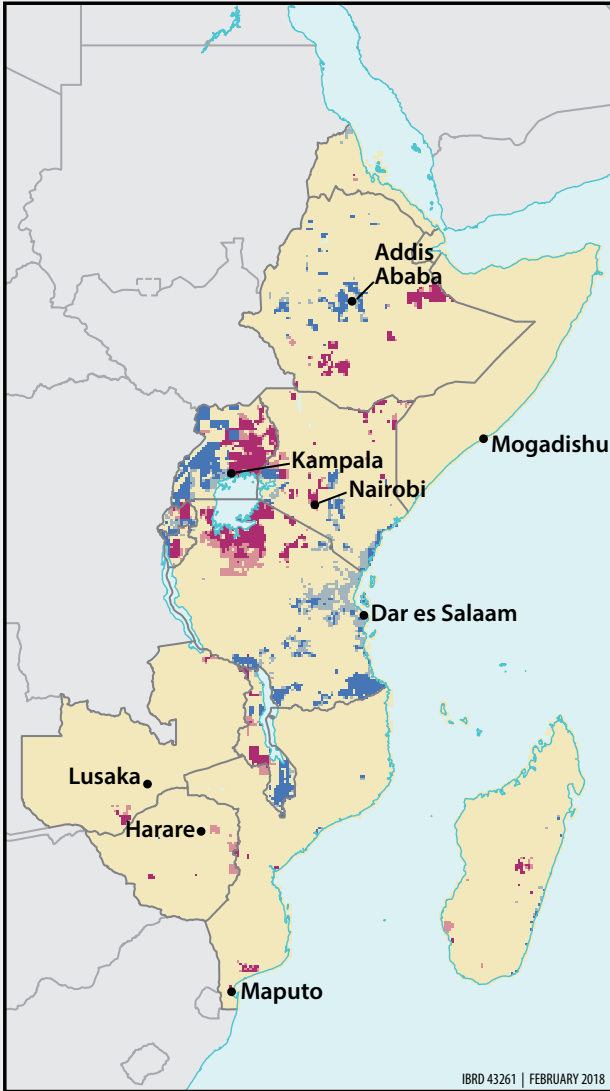 Addis
Ababa
Mogadishu
Kampala
Nairobi
Dar es Salaam
Lusaka
Harare
Maputo
IBRD 43261 | FEBRUARY 2018